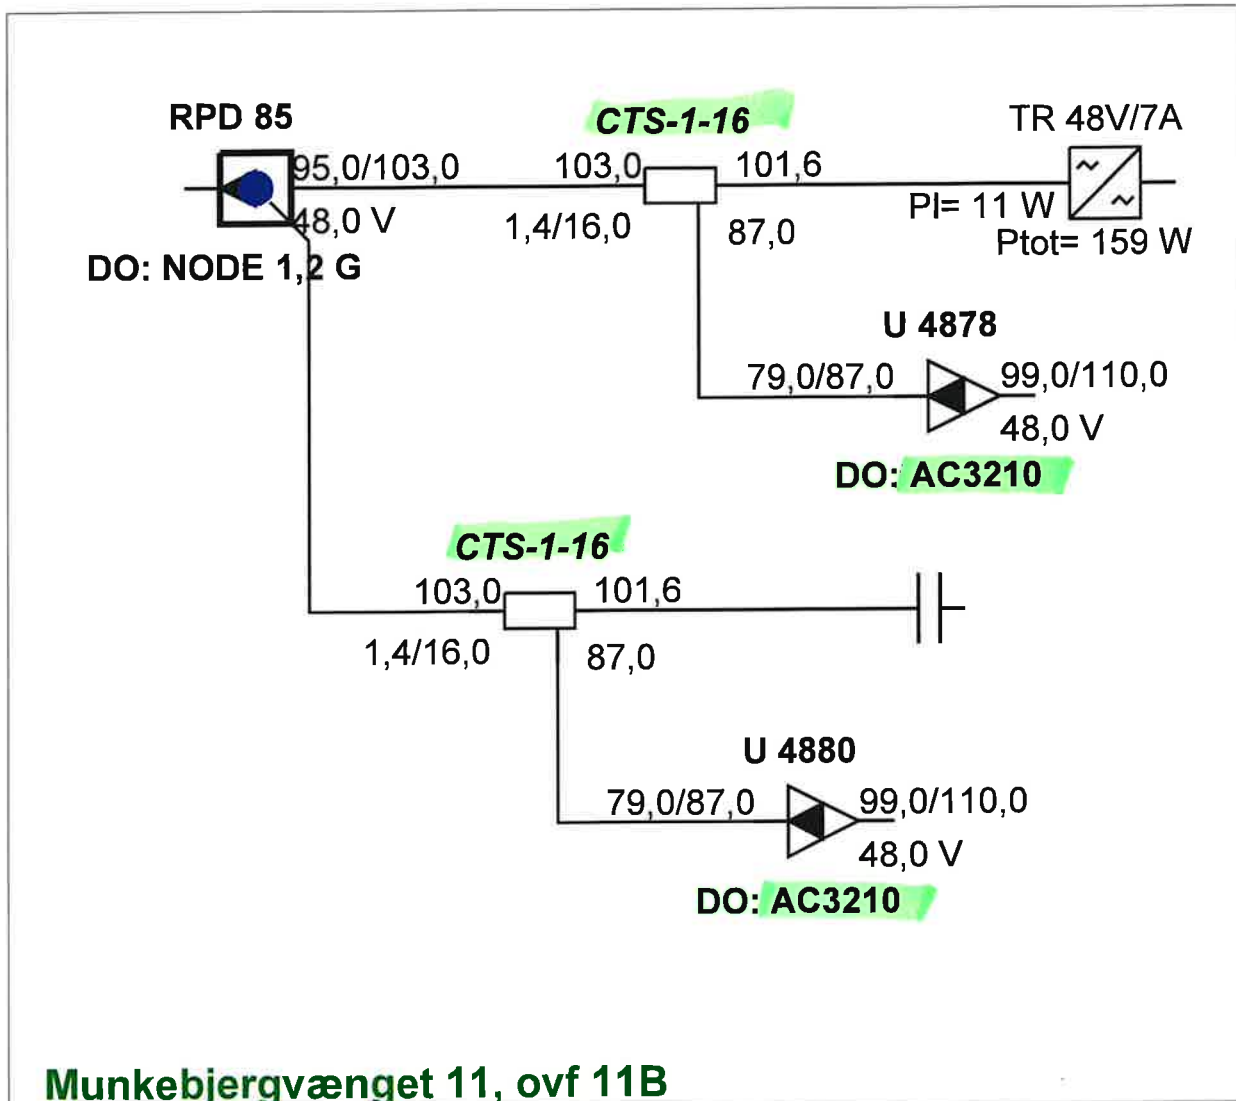 RPD 85
CTS-1-16
TR 48V/7A
95,0/103,0
103,0
101,6
48,0 V
1,4/16,0
87,0
PI= 11 W
Ptot= 159 W
DO: NODE 1,2 G
U 4878
79,0/87,0
99,0/110,0
48,0 V
DO: AC3210
CTS-1-16
103,0
101,6
1,4/16,0
87,0
U 4880
79,0/87,0
99,0/110,0
48,0 V
DO: AC3210
Munkebjergvænget 11, ovf 11B